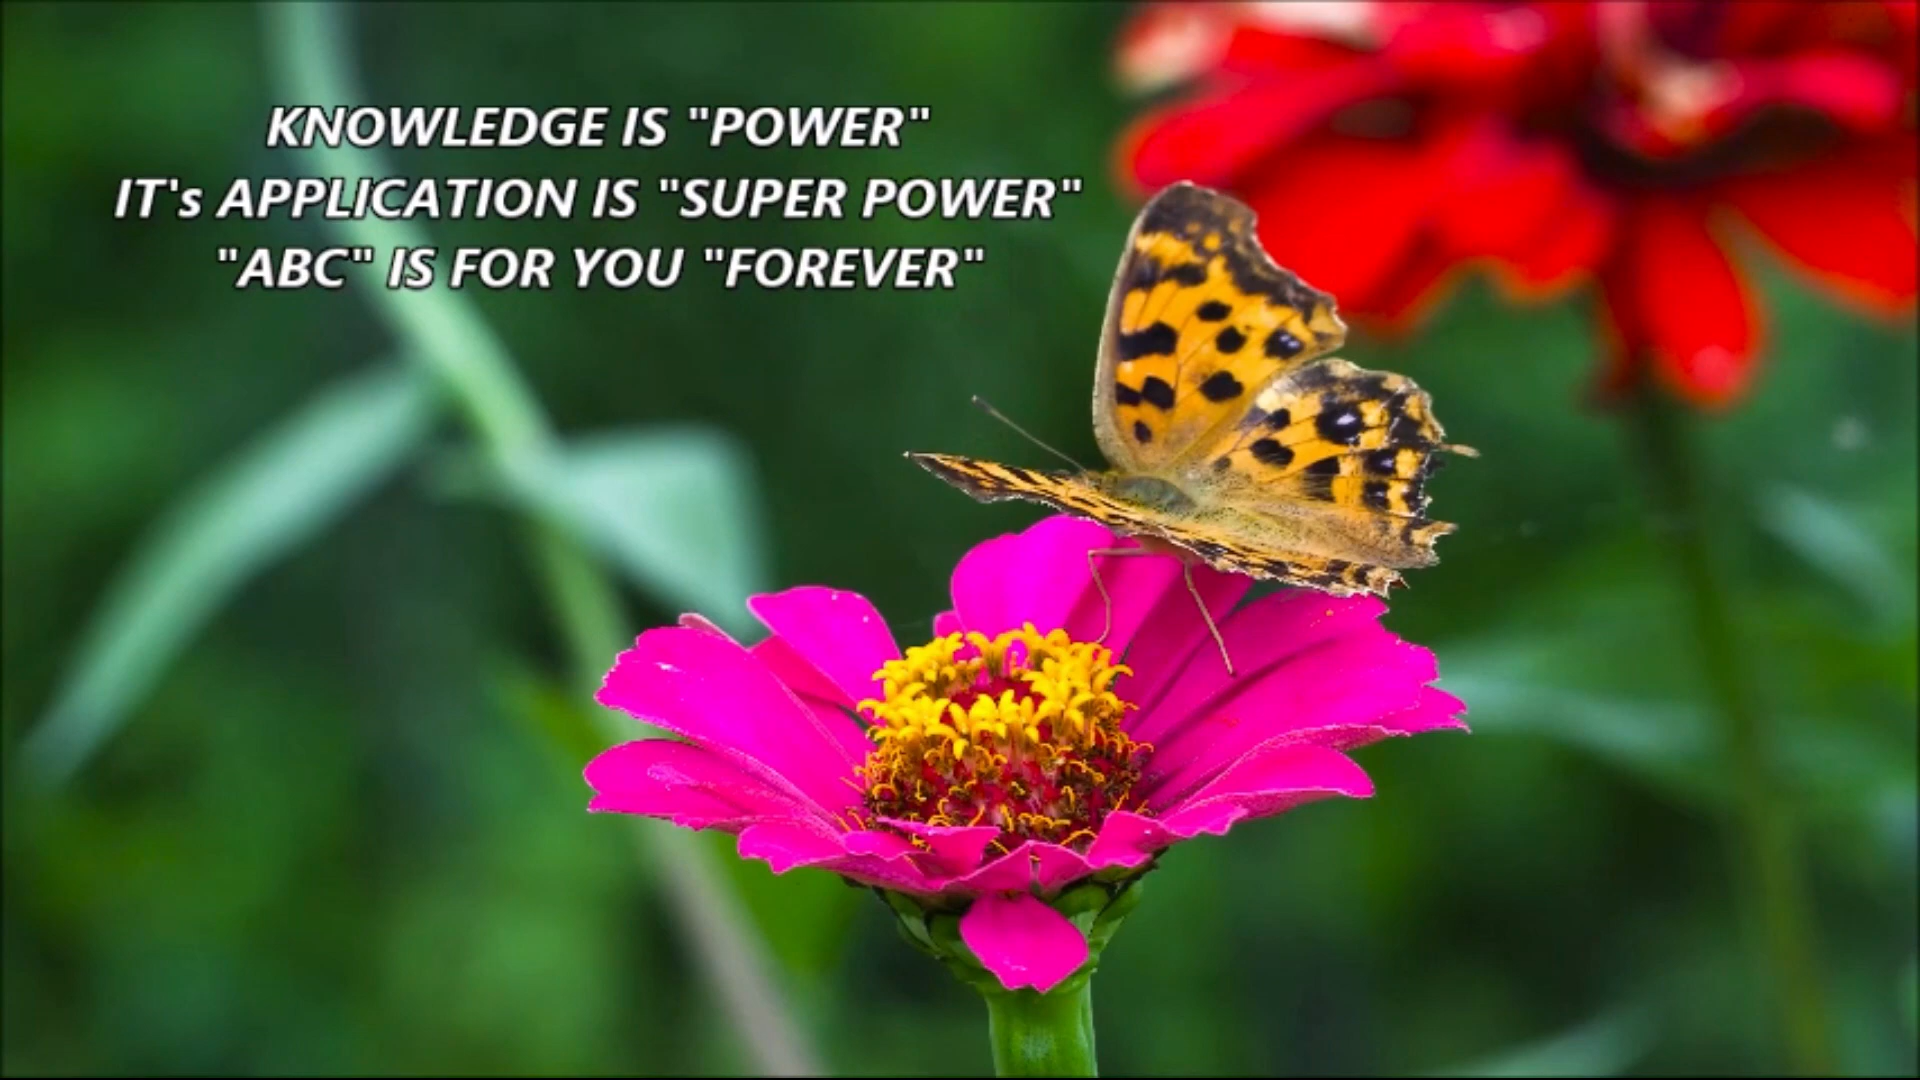 KNOWLEDGE IS "POWER"
IT's APPLICATION IS "SUPER POWER"
"ABC" IS FOR YOU "FOREVER"